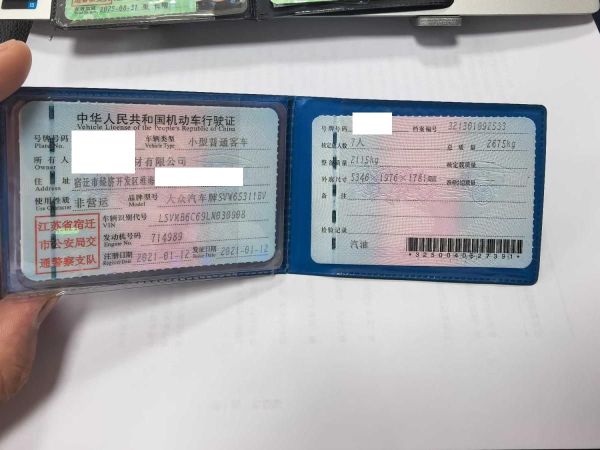 中华人民共和国机动车行驶证
Vehicle License of the People's Republic of China
号牌号码
Plate No.
车辆类型 小型普通客车
Vehicle Type
所有人 材有限公司
Owner
住址 宿迁市经济开发区
Address
使用性质 非营运
Use Character
品牌型号 大众汽车牌SVW6531
Model
车辆识别代号
VIN
发动机号码 714989
Engine No.
注册日期 2021-01-12
Register Date
发证日期 2021-01-12
Issue Date
江苏省宿迁
市公安局交
通警察支队
号牌号码
档案编号 321301092533
核定载人数 7人
总质量 2675kg
整备质量 2115kg
核定载质量
外廓尺寸 5346×1976×1781mm
准牵引总质量
备注
检验记录
汽油
*3230040627391*